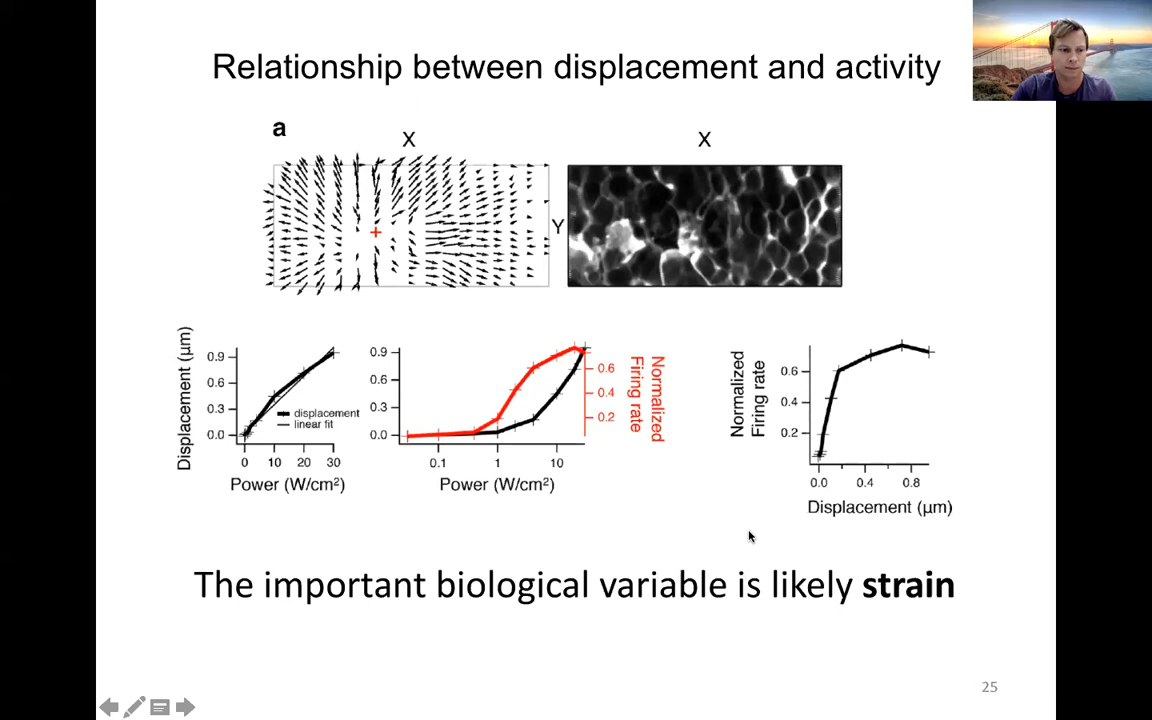 Relationship between displacement and activity
a
X
X
Y
Displacement (µm)
0.9
0.6
0.3
0.0
displacement
linear fit
0
10
20
30
Power (W/cm²)
0.9
0.6
0.3
0.0
0.1
1
10
Power (W/cm²)
0.6
0.4
0.2
Normalized
Firing rate
Normalized
Firing rate
0.6
0.4
0.2
0.0
0.4
0.8
Displacement (µm)
The important biological variable is likely strain
25